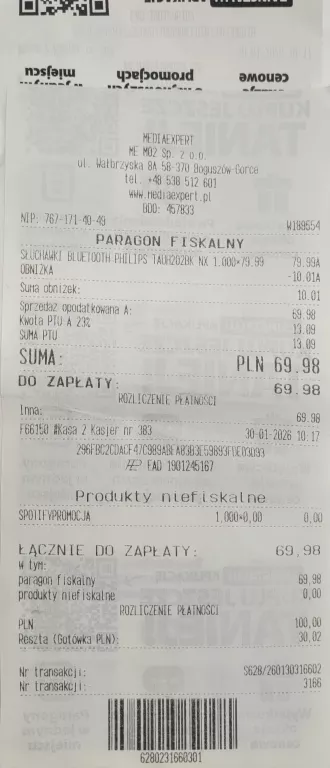 miejscu
promocjach
cenowe
MEDIAEXPERT
ME M02 Sp. z o.o.
ul. Wałbrzyska 8A 58-370 Boguszów-Gorce
tel. +48 538 512 601
www.mediaexpert.pl
BDO: 457833
NIP: 767-171-40-49 W189554
PARAGON FISKALNY
SŁUCHAWKI BLUETOOTH PHILIPS TAUH202BK NX 1.000×79.99 79.99A
OBNIŻKA -10.01A
Suma obniżek: 10.01
Sprzedaż opodatkowana A: 69.98
Kwota PTU A 23% 13.09
SUMA PTU 13.09
SUMA: PLN 69.98
DO ZAPŁATY: 69.98
ROZLICZENIE PŁATNOŚCI
Inna: 69.98
F66150 #Kasa 2 Kasjer nr 383 30-01-2026 10:17
EAD 1901245167
Produkty niefiskalne
SPOTIFYPROMOCJA 1,000×0,00 0,00
ŁĄCZNIE DO ZAPŁATY: 69,98
w tym:
paragon fiskalny 69,98
produkty niefiskalne 0,00
ROZLICZENIE PŁATNOŚCI
PLN 100,00
Reszta (Gotówka PLN): 30,02
Nr transakcji: S628/260130316602
Nr transakcji: 3166
6280231660301